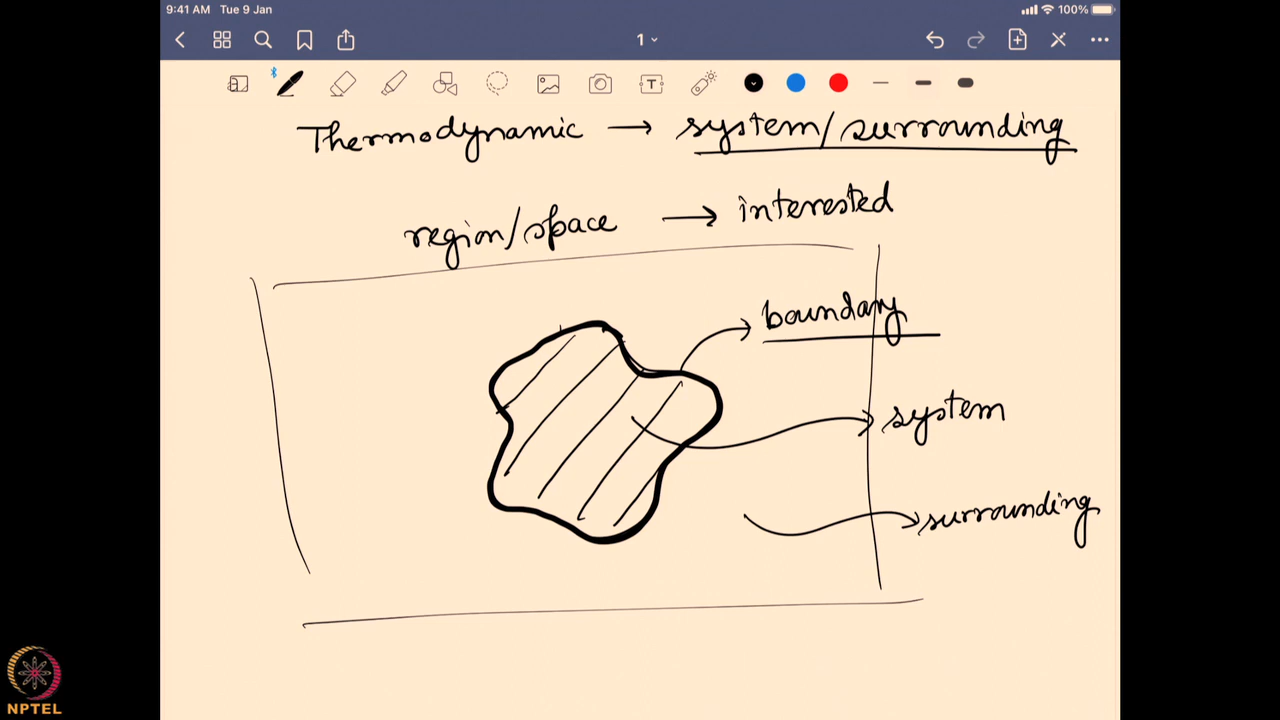 9:41 AM Tue 9 Jan 100%
1
T
Thermodynamic → system/surrounding
region/space → interested
boundary
system
surrounding
NPTEL